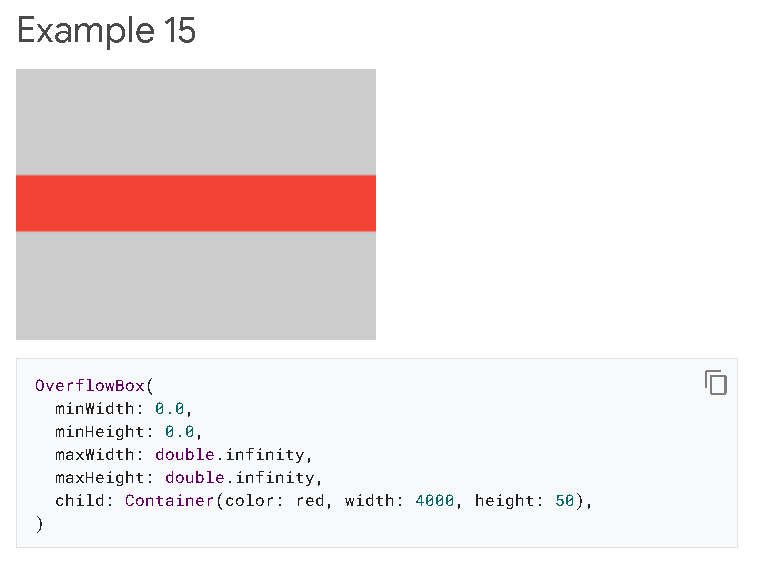 Example 15
OverflowBox(
  minWidth: 0.0,
  minHeight: 0.0,
  maxWidth: double.infinity,
  maxHeight: double.infinity,
  child: Container(color: red, width: 4000, height: 50),
)